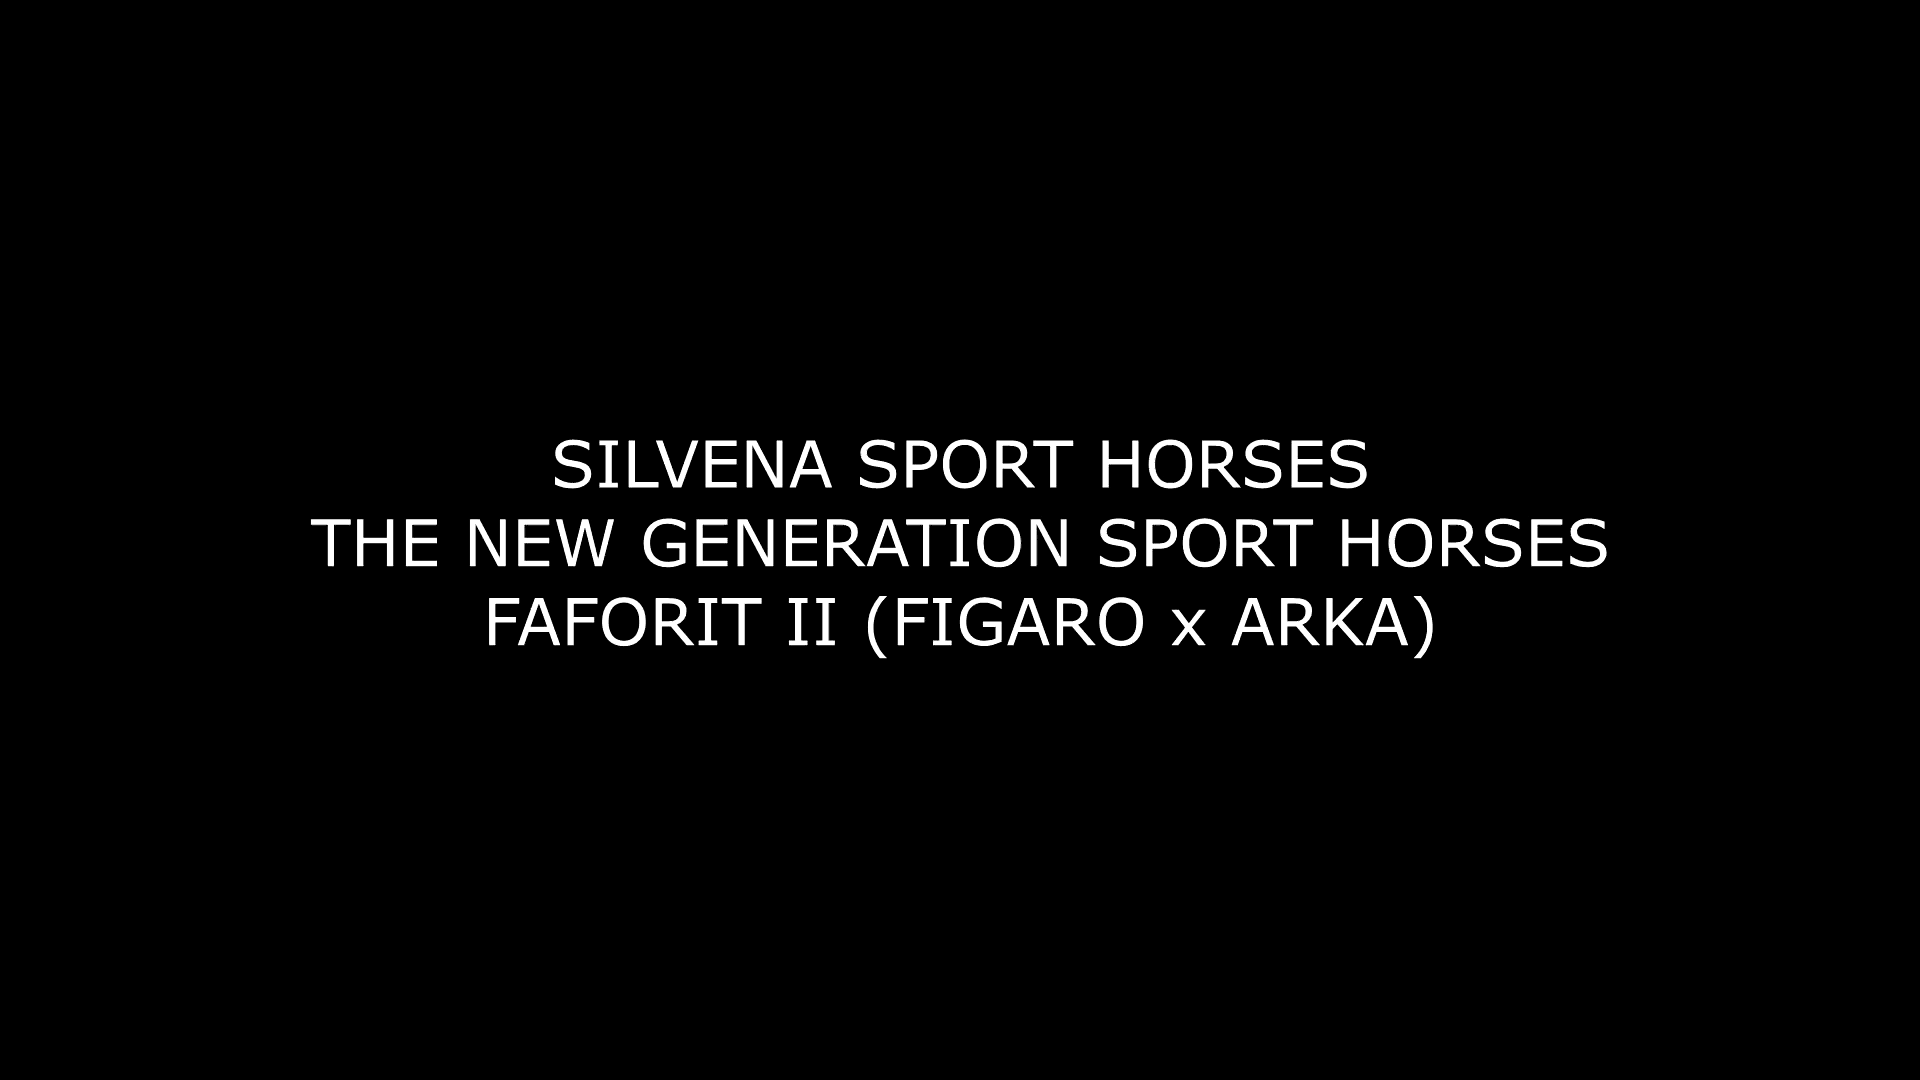 SILVENA SPORT HORSES
THE NEW GENERATION SPORT HORSES
FAFORIT II (FIGARO x ARKA)